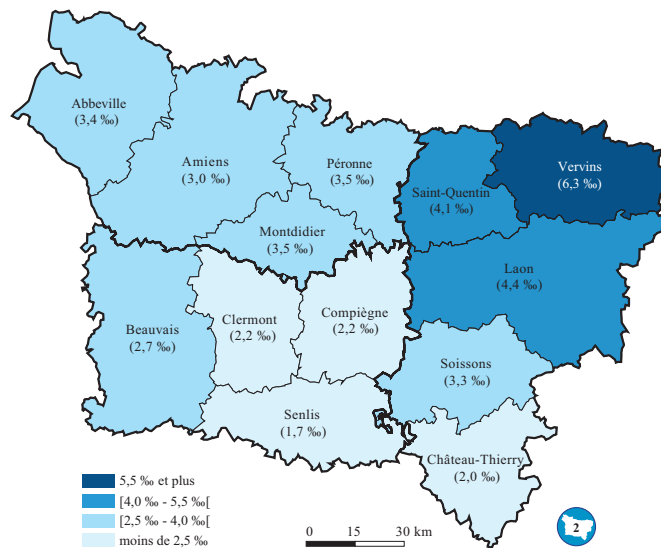 Abbeville
(3,4 ‰)
Amiens
(3,0 ‰)
Péronne
(3,5 ‰)
Saint-Quentin
(4,1 ‰)
Vervins
(6,3 ‰)
Montdidier
(3,5 ‰)
Laon
(4,4 ‰)
Beauvais
(2,7 ‰)
Clermont
(2,2 ‰)
Compiègne
(2,2 ‰)
Soissons
(3,3 ‰)
Senlis
(1,7 ‰)
Château-Thierry
(2,0 ‰)
5,5 ‰ et plus
[4,0 ‰ - 5,5 ‰[
[2,5 ‰ - 4,0 ‰[
moins de 2,5 ‰
0 15 30 km
2